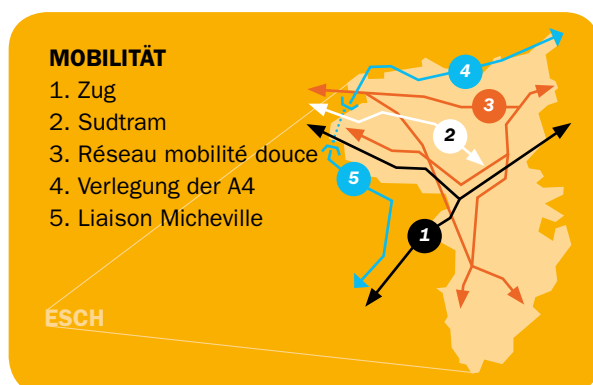 MOBILITÄT
1. Zug
2. Sudtram
3. Réseau mobilité douce
4. Verlegung der A4
5. Liaison Micheville
4
3
2
5
1
ESCH